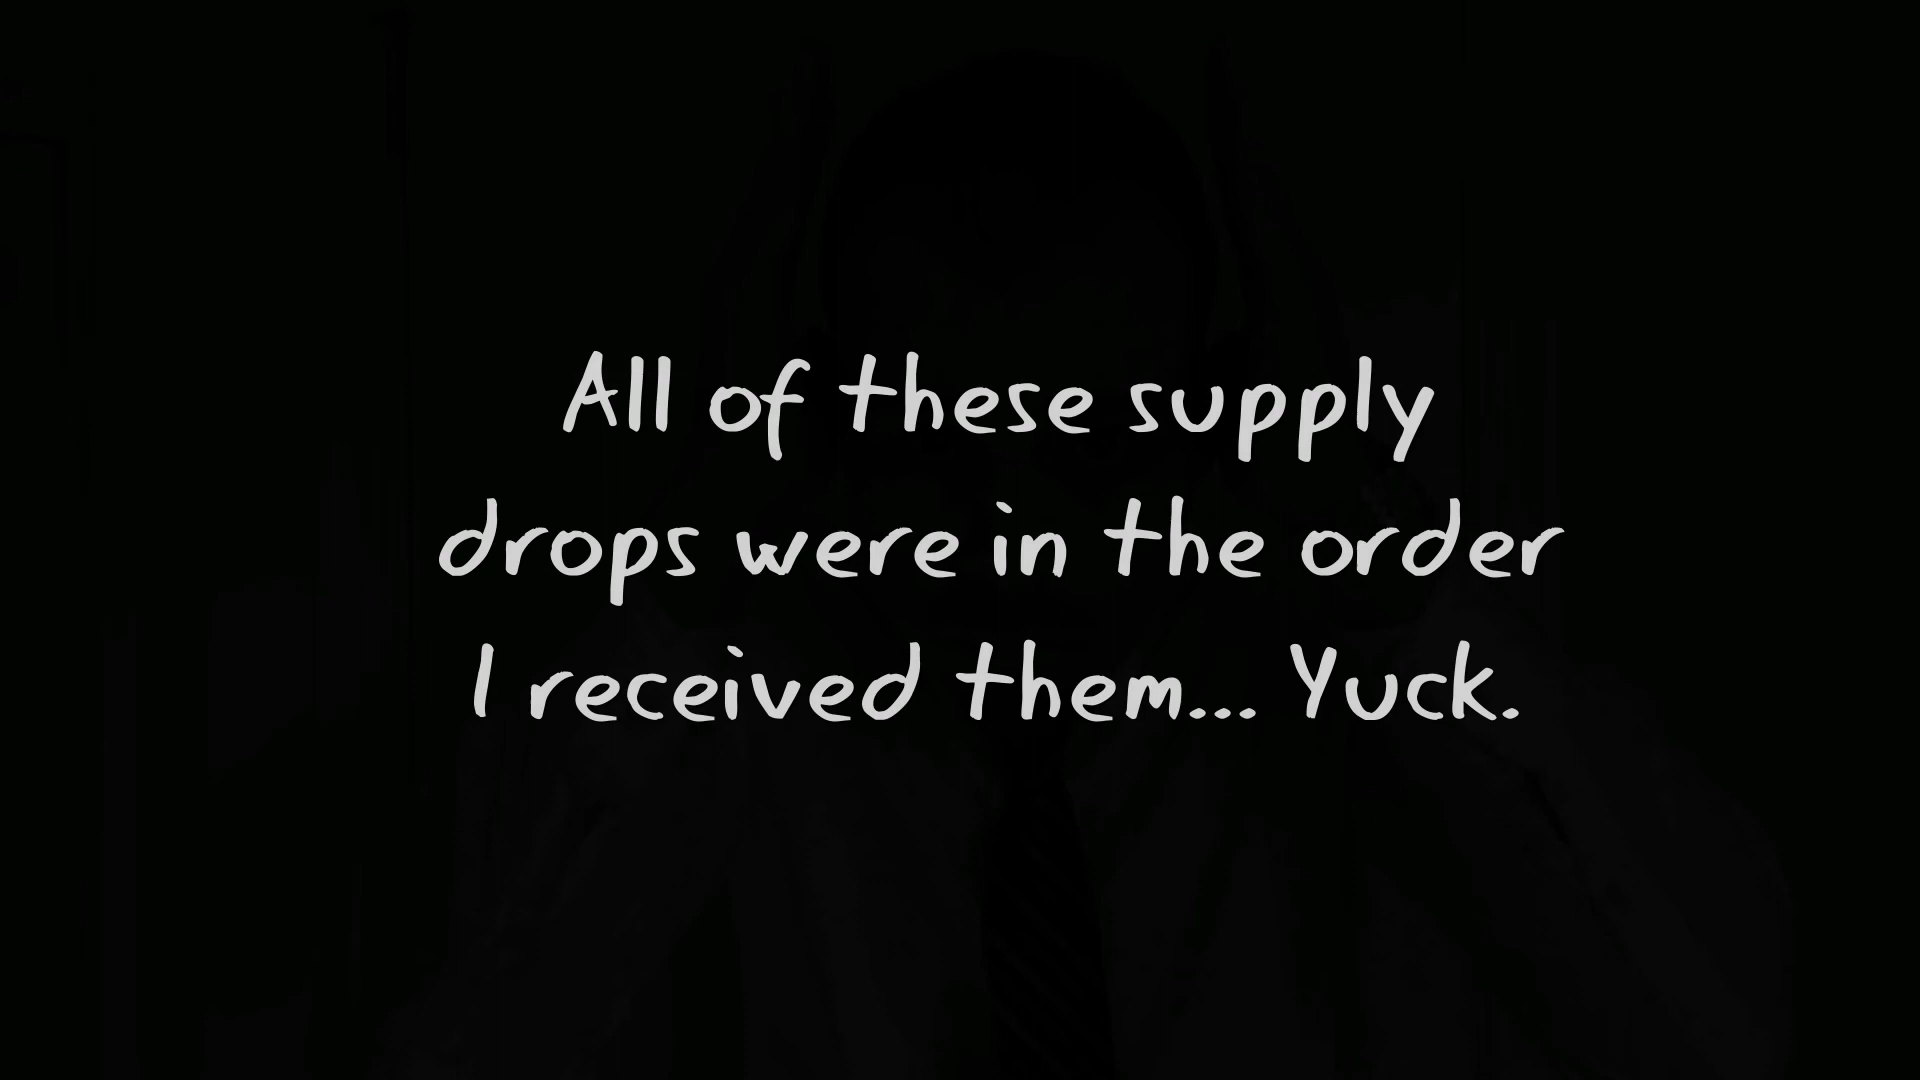 All of these supply
drops were in the order
I received them... Yuck.